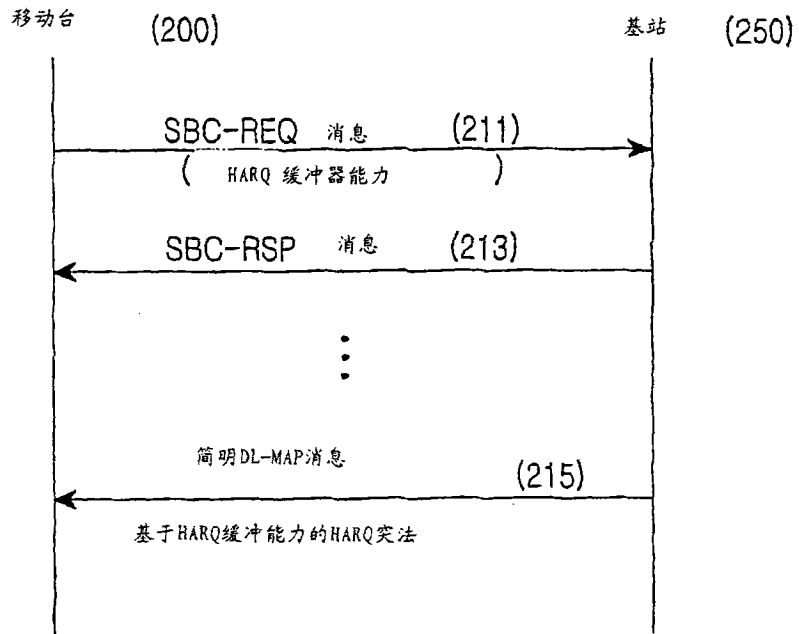 移动台 (200) 基站 (250)
SBC-REQ 消息 (211)
( HARQ 缓冲器能力 )
SBC-RSP 消息 (213)
简明DL-MAP消息
(215)
基于HARQ缓冲能力的HARQ突法